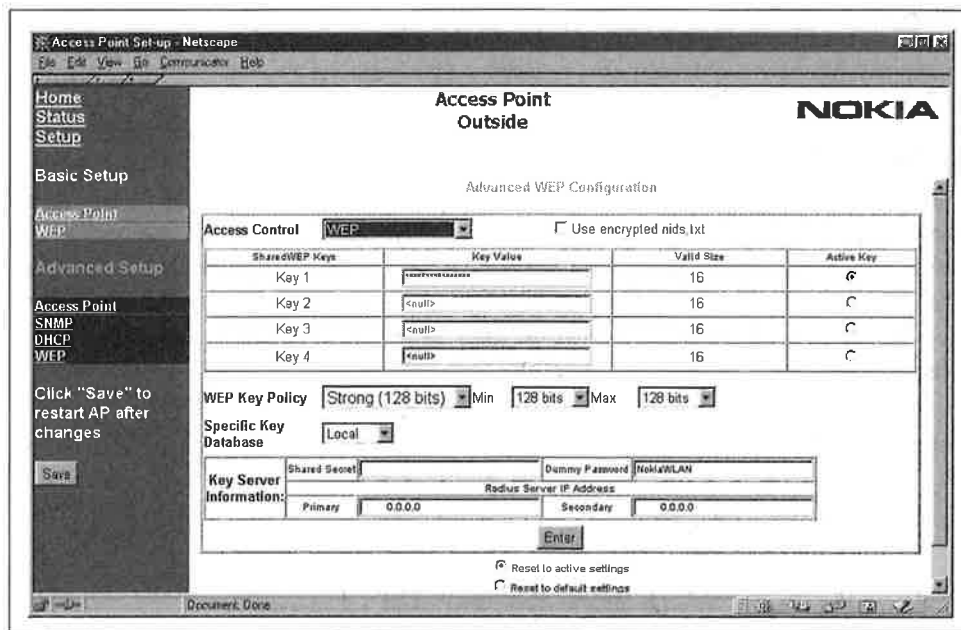 Access Point Set-up - Netscape
File Edit View Go Communicator Help
Home
Status
Setup
Basic Setup
Access Point
WEP
Advanced Setup
Access Point
SNMP
DHCP
WEP
Click "Save" to
restart AP after
changes
Save
Access Point
Outside
NOKIA
Advanced WEP Configuration
Access Control WEP Use encrypted nids.txt
SharedWEP Keys Key Value Valid Size Active Key
Key 1 **************** 16
Key 2 <null> 16
Key 3 <null> 16
Key 4 <null> 16
WEP Key Policy Strong (128 bits) Min 128 bits Max 128 bits
Specific Key
Database Local
Key Server
Information:
Shared Secret Dummy Password NokiaWLAN
Radius Server IP Address
Primary 0.0.0.0 Secondary 0.0.0.0
Enter
Reset to active settings
Reset to default settings
Document: Done